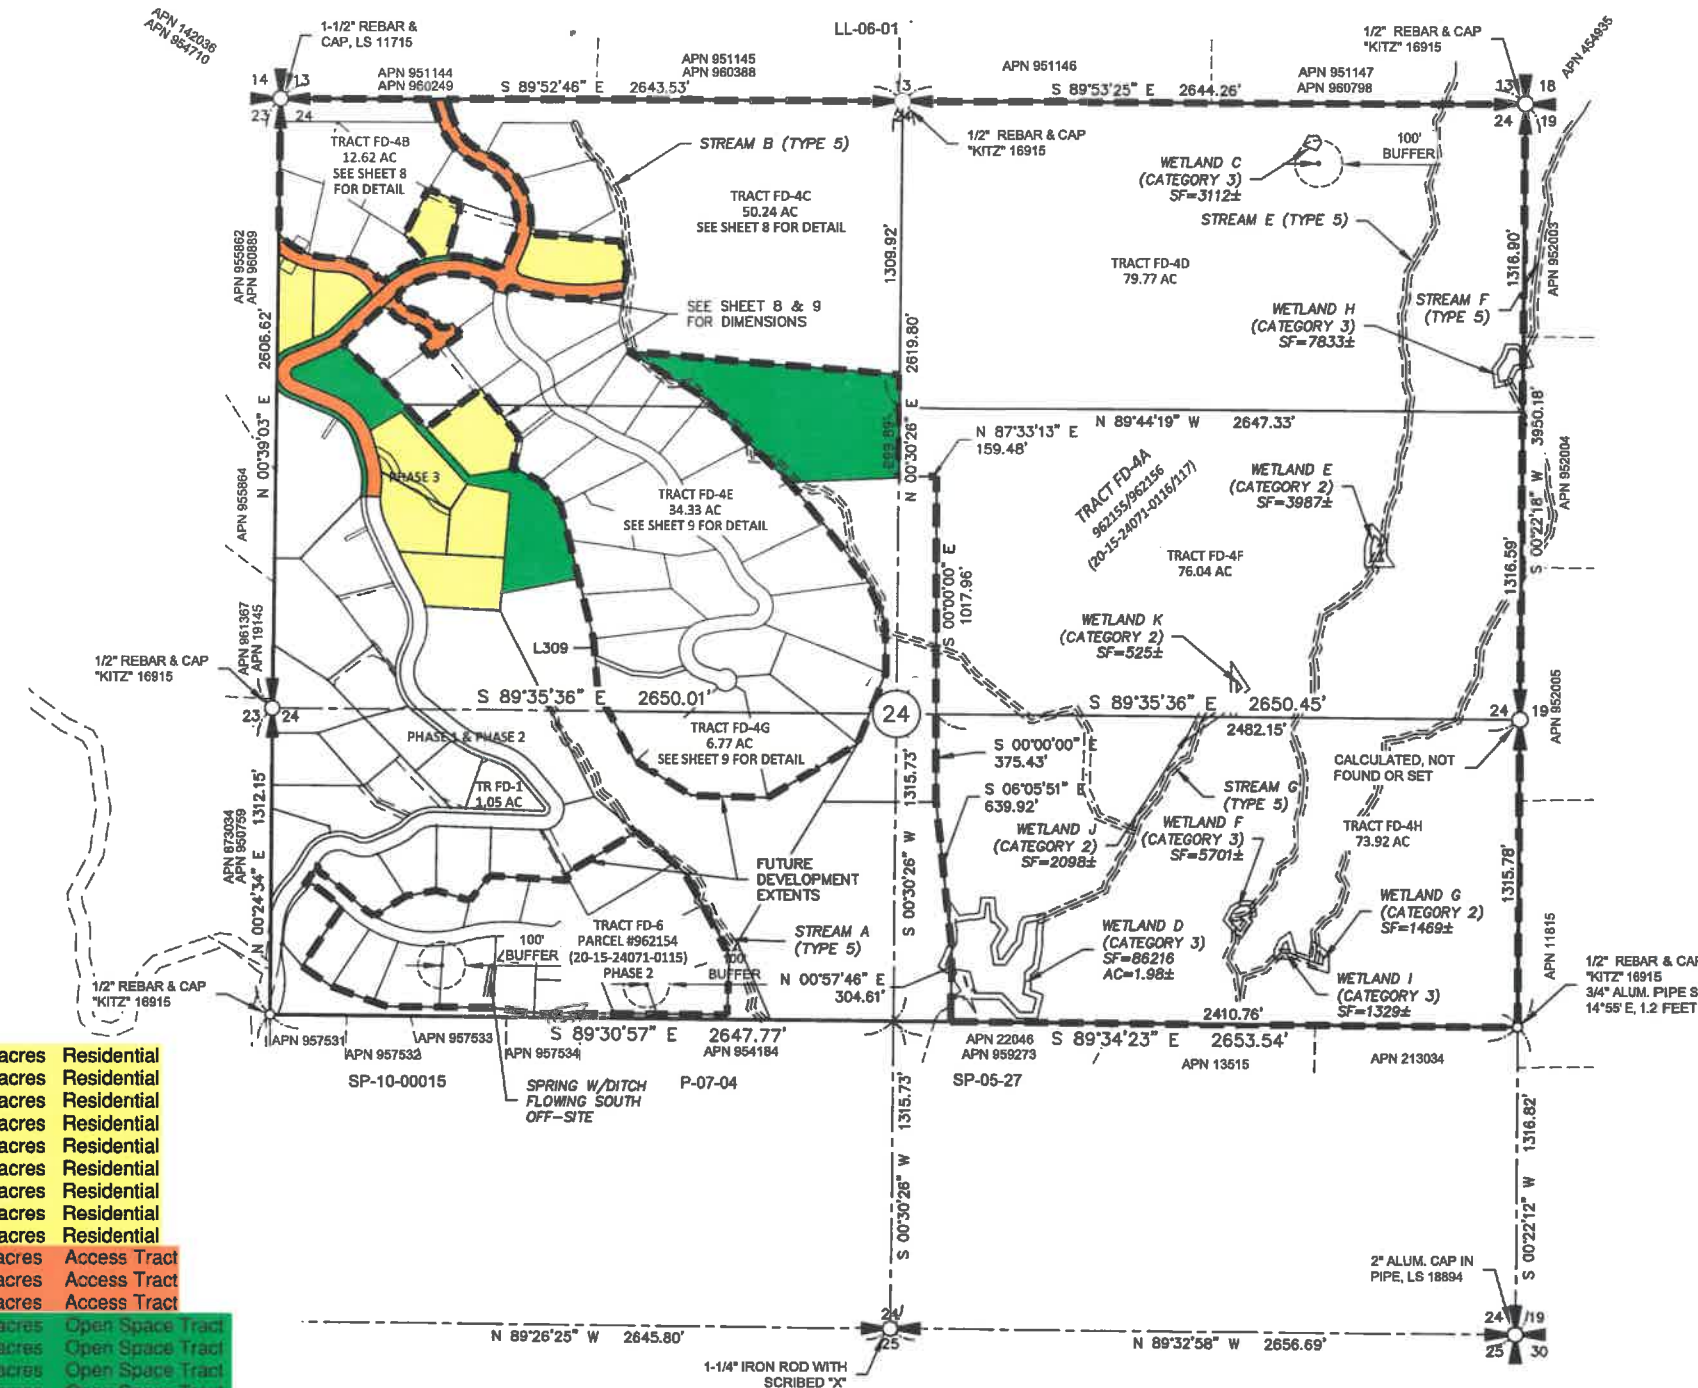 APN 142036
APN 954710
1-1/2" REBAR &
CAP, LS 11715
LL-06-01
1/2" REBAR & CAP
"KITZ" 16915
APN 454935
APN 951144
APN 960249
APN 951145
APN 960388
APN 951146
APN 951147
APN 960798
14 13
23 24
S 89°52'46" E 2643.53'
13
24
S 89°53'25" E 2644.26'
13 18
24 19
1/2" REBAR & CAP
"KITZ" 16915
TRACT FD-4B
12.62 AC
SEE SHEET 8
FOR DETAIL
STREAM B (TYPE 5)
TRACT FD-4C
50.24 AC
SEE SHEET 8 FOR DETAIL
1309.92'
WETLAND C
(CATEGORY 3)
SF=3112±
100'
BUFFER
STREAM E (TYPE 5)
TRACT FD-4D
79.77 AC
1316.90'
APN 952003
STREAM F
(TYPE 5)
WETLAND H
(CATEGORY 3)
SF=7833±
APN 955862
APN 960889
SEE SHEET 8 & 9
FOR DIMENSIONS
N 00°39'03" E 2606.62'
N 00°30'26" E 2619.80'
899.89'
N 89°44'19" W 2647.33'
N 87°33'13" E
159.48'
S 00°22'18" W 3950.18'
APN 952004
APN 955864
PHASE 3
TRACT FD-4E
34.33 AC
SEE SHEET 9 FOR DETAIL
TRACT FD-4A
962155/962156
(20-15-24071-0116/117)
WETLAND E
(CATEGORY 2)
SF=3987±
TRACT FD-4F
76.04 AC
S 00°00'00" E
1017.96'
1316.59'
APN 961367
APN 19145
1/2" REBAR & CAP
"KITZ" 16915
L309
WETLAND K
(CATEGORY 2)
SF=525±
23 24
S 89°35'36" E 2650.01'
24
S 89°35'36" E 2650.45'
2482.15'
24 19
APN 952005
PHASE 1 & PHASE 2
TRACT FD-4G
6.77 AC
SEE SHEET 9 FOR DETAIL
S 00°00'00" E
375.43'
CALCULATED, NOT
FOUND OR SET
TR FD-1
1.05 AC
S 06°05'51" E
639.92'
STREAM G
(TYPE 5)
WETLAND J
(CATEGORY 2)
SF=2098±
WETLAND F
(CATEGORY 3)
SF=5701±
TRACT FD-4H
73.92 AC
APN 873034
APN 950759
N 00°24'34" E 1312.15'
1315.73'
S 00°30'26" W
1315.78'
FUTURE
DEVELOPMENT
EXTENTS
WETLAND G
(CATEGORY 2)
SF=1469±
TRACT FD-6
PARCEL #962154
(20-15-24071-0115)
PHASE 2
100'
BUFFER
100'
BUFFER
STREAM A
(TYPE 5)
WETLAND D
(CATEGORY 3)
SF=86216
AC=1.98±
N 00°57'46" E
304.61'
WETLAND I
(CATEGORY 3)
SF=1329±
APN 11815
1/2" REBAR & CAP
"KITZ" 16915
1/2" REBAR & CAP
"KITZ" 16915
3/4" ALUM. PIPE S
14°55' E, 1.2 FEET
S 89°30'57" E 2647.77'
2410.76'
S 89°34'23" E 2653.54'
APN 957531
APN 957532
APN 957533
APN 957534
APN 954184
APN 22046
APN 959273
APN 13515
APN 213034
SP-10-00015
SPRING W/DITCH
FLOWING SOUTH
OFF-SITE
P-07-04
SP-05-27
S 00°30'26" W 1315.73'
S 00°22'12" W 1316.82'
acres Residential
acres Residential
acres Residential
acres Residential
acres Residential
acres Residential
acres Residential
acres Residential
acres Residential
acres Access Tract
acres Access Tract
acres Access Tract
acres Open Space Tract
acres Open Space Tract
acres Open Space Tract
2" ALUM. CAP IN
PIPE, LS 18894
24
25
N 89°26'25" W 2645.80'
N 89°32'58" W 2656.69'
24 19
25 30
1-1/4" IRON ROD WITH
SCRIBED "X"